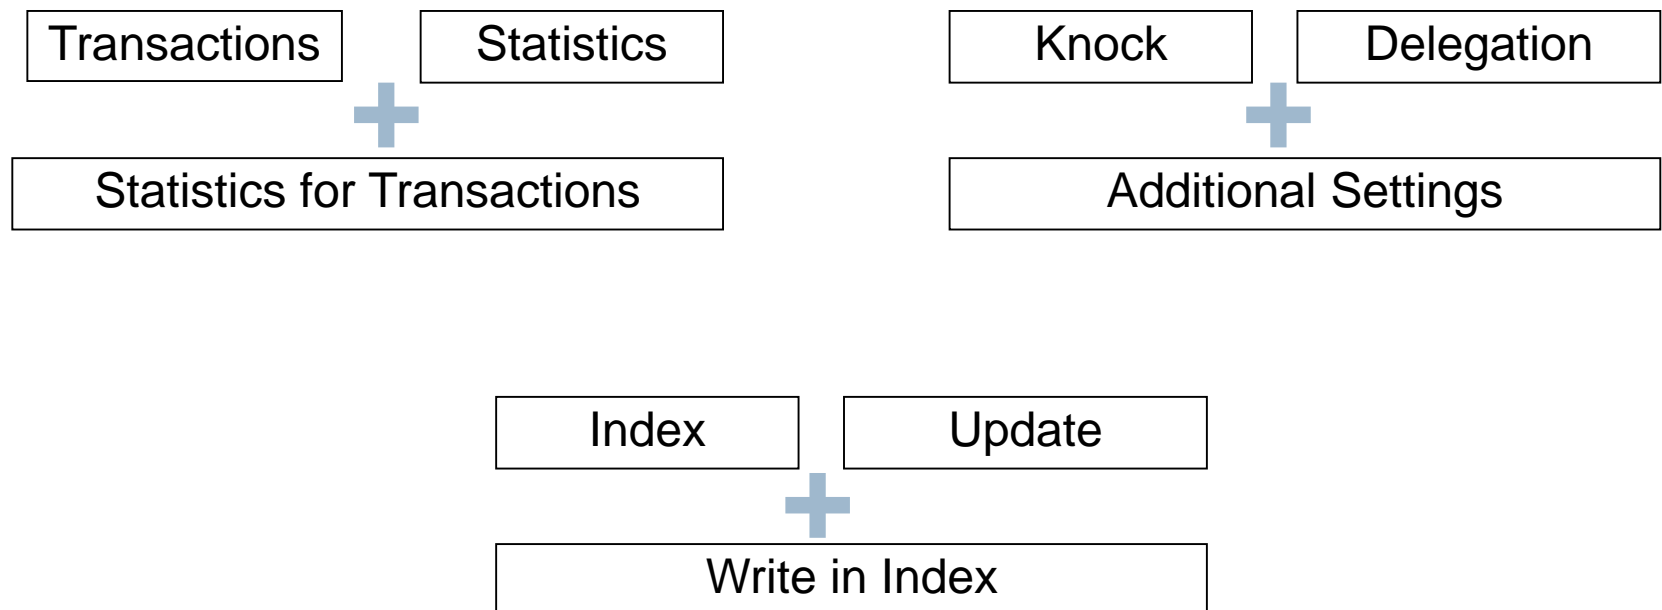 Transactions
Statistics
Statistics for Transactions
Knock
Delegation
Additional Settings
Index
Update
Write in Index